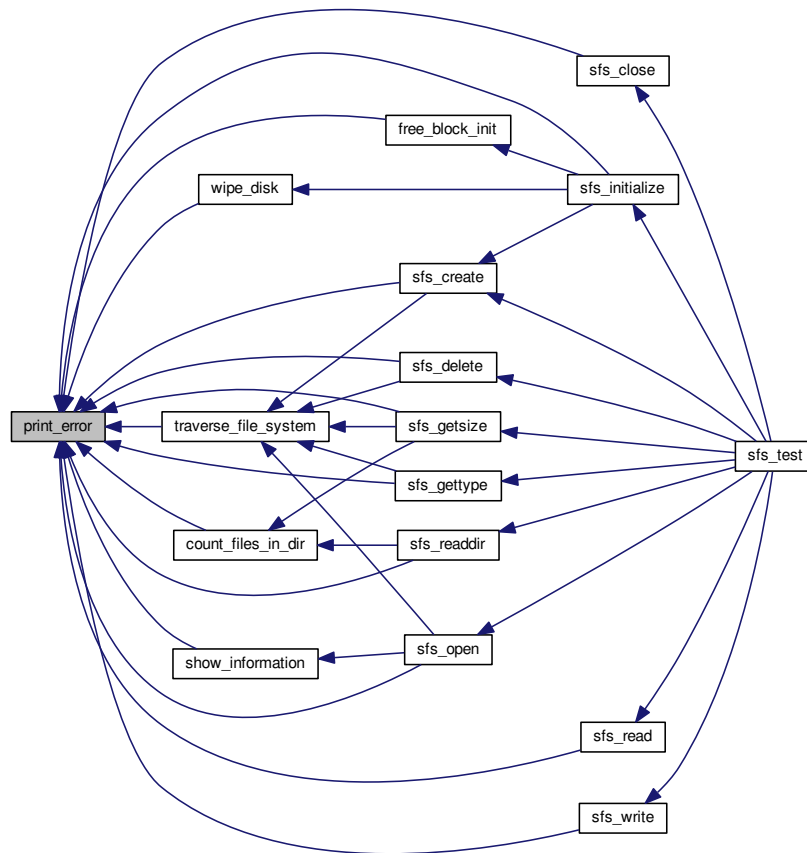 sfs_close
free_block_init
wipe_disk
sfs_initialize
sfs_create
sfs_delete
print_error
traverse_file_system
sfs_getsize
sfs_test
sfs_gettype
count_files_in_dir
sfs_readdir
sfs_open
show_information
sfs_read
sfs_write